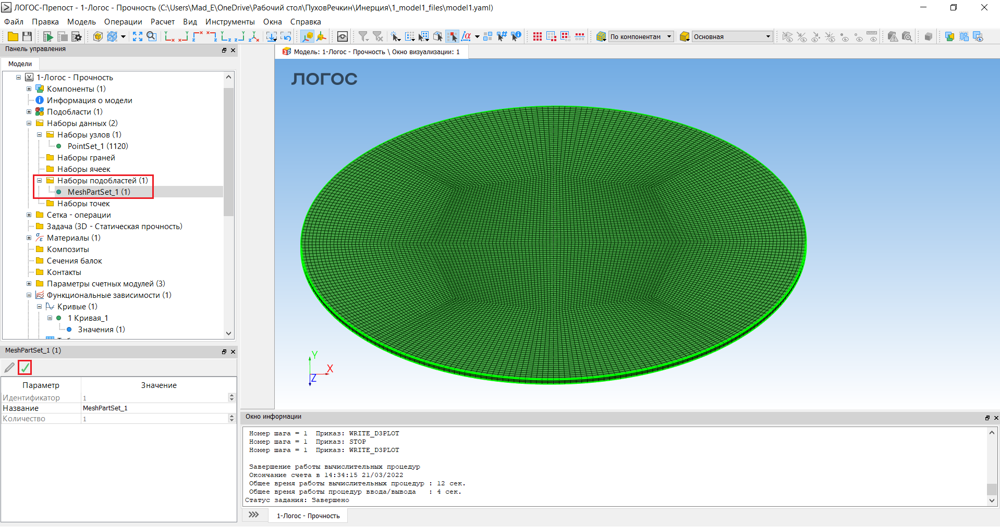 ЛОГОС-Препост - 1-Логос - Прочность (C:\Users\Mad_E\OneDrive\Рабочий стол\ПуховРечкин\Инерция\1_model1_files\model1.yaml)
Файл Правка Модель Операции Расчет Вид Инструменты Окна Справка
По компонентам
Основная
Панель управления
Модели
1-Логос - Прочность
Компоненты (1)
Информация о модели
Подобласти (1)
Наборы данных (2)
Наборы узлов (1)
PointSet_1 (1120)
Наборы граней
Наборы ячеек
Наборы подобластей (1)
MeshPartSet_1 (1)
Наборы точек
Сетка - операции
Задача (3D - Статическая прочность)
Материалы (1)
Композиты
Сечения балок
Контакты
Параметры счетных модулей (3)
Функциональные зависимости (1)
Кривые (1)
1 Кривая_1
Значения (1)
MeshPartSet_1 (1)
Параметр Значение
Идентификатор 1
Название MeshPartSet_1
Количество 1
Модель: 1-Логос - Прочность \ Окно визуализации: 1
ЛОГОС
Y
X
Z
Окно информации
Номер шага = 1 Приказ: WRITE_D3PLOT
Номер шага = 1 Приказ: STOP
Номер шага = 1 Приказ: WRITE_D3PLOT
Завершение работы вычислительных процедур
Окончание счета в 14:34:15 21/03/2022
Общее время работы вычислительных процедур : 12 сек.
Общее время работы процедур ввода/вывода : 4 сек.
Статус задания: Завершено
1-Логос - Прочность